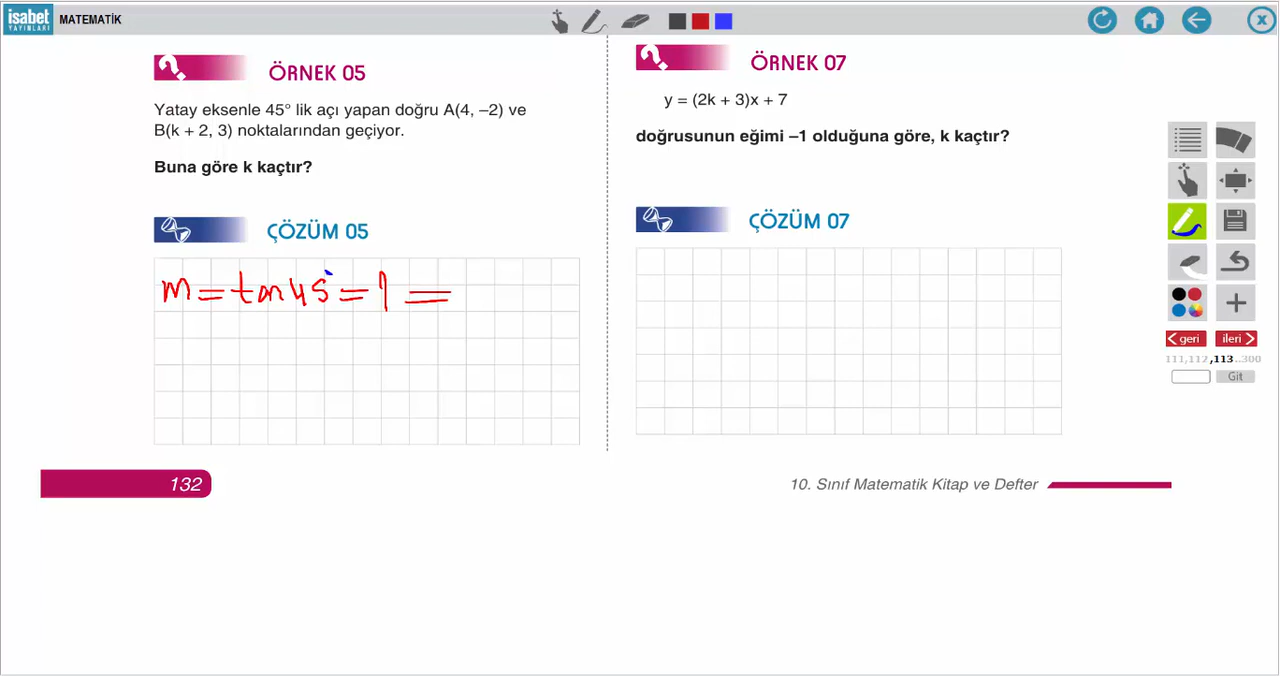 isabet
YAYINLARI
MATEMATİK
ÖRNEK 05
Yatay eksenle 45° lik açı yapan doğru A(4, –2) ve
B(k + 2, 3) noktalarından geçiyor.
Buna göre k kaçtır?
ÇÖZÜM 05
m = tan 45° = 1 =
132
ÖRNEK 07
y = (2k + 3)x + 7
doğrusunun eğimi –1 olduğuna göre, k kaçtır?
ÇÖZÜM 07
10. Sınıf Matematik Kitap ve Defter
geri
ileri
111,112,113..300
Git